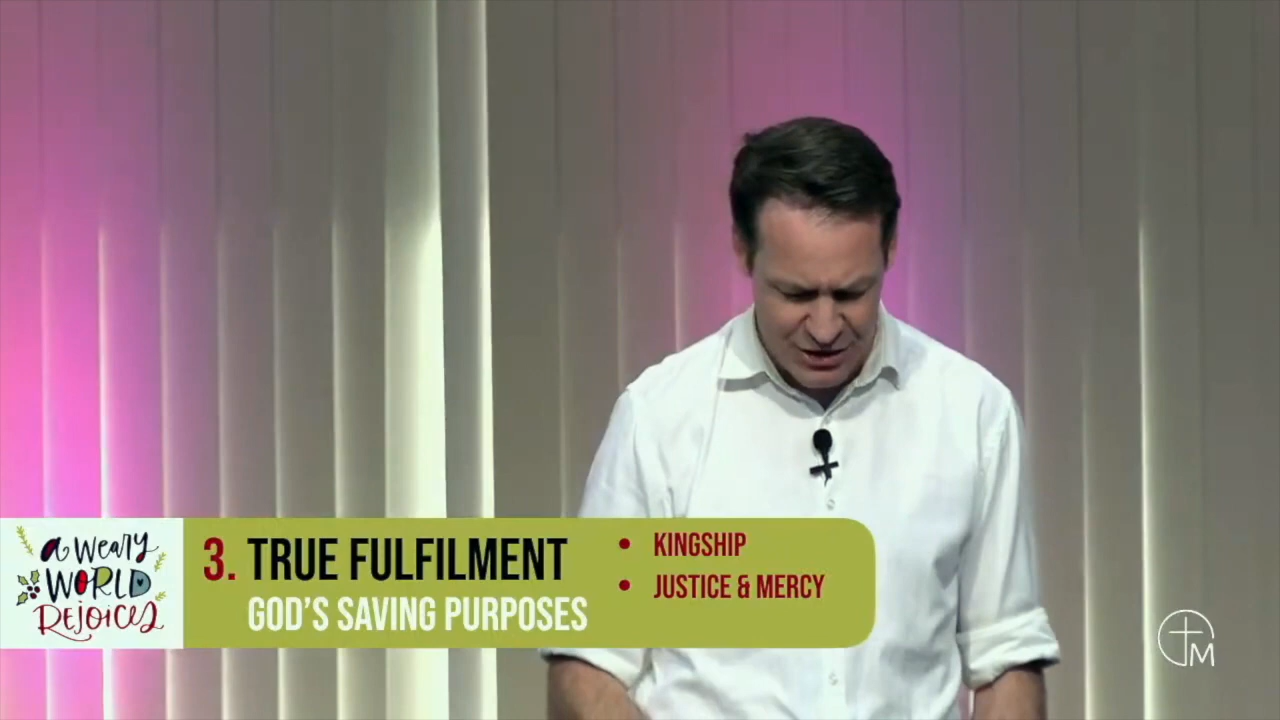 a weary
WORLD
REJOICES
3. TRUE FULFILMENT
GOD'S SAVING PURPOSES
• KINGSHIP
• JUSTICE & MERCY
M